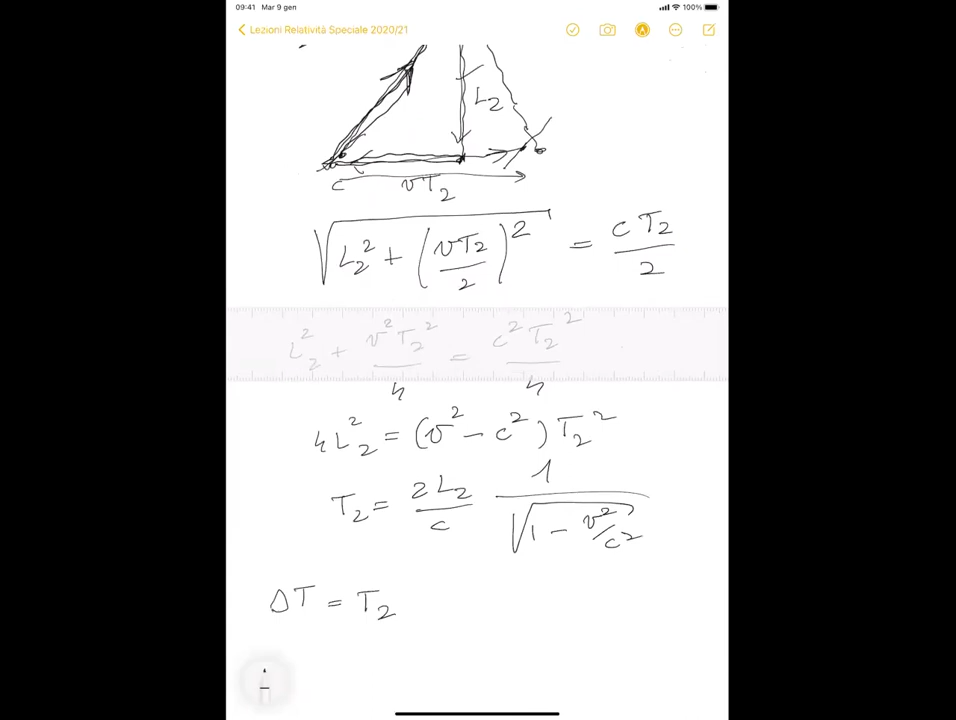 09:41 Mar 9 gen 100%
Lezioni Relatività Speciale 2020/21
L₂
vT₂
√(L₂² + (vT₂/2)²) = cT₂/2
L₂² + v²T₂²/4 = c²T₂²/4
4L₂² = (v² - c²) T₂²
T₂ = 2L₂/c 1/√(1 - v²/c²)
ΔT = T₂